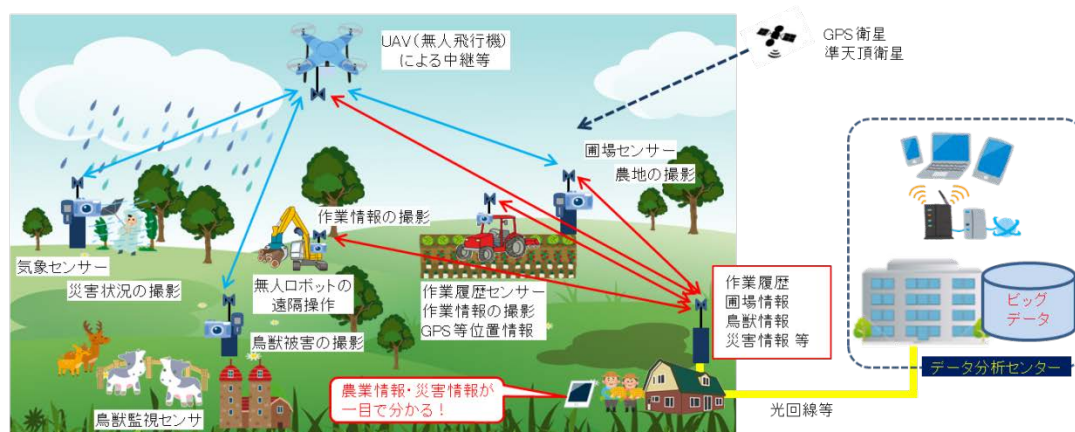 UAV(無人飛行機)
による中継等
GPS衛星
準天頂衛星
圃場センサー
農地の撮影
作業情報の撮影
気象センサー
災害状況の撮影
無人ロボットの
遠隔操作
作業履歴センサー
作業情報の撮影
GPS等位置情報
作業履歴
圃場情報
鳥獣情報
災害情報 等
ビッグ
データ
鳥獣被害の撮影
データ分析センター
農業情報・災害情報が
一目で分かる!
光回線等
鳥獣監視センサ